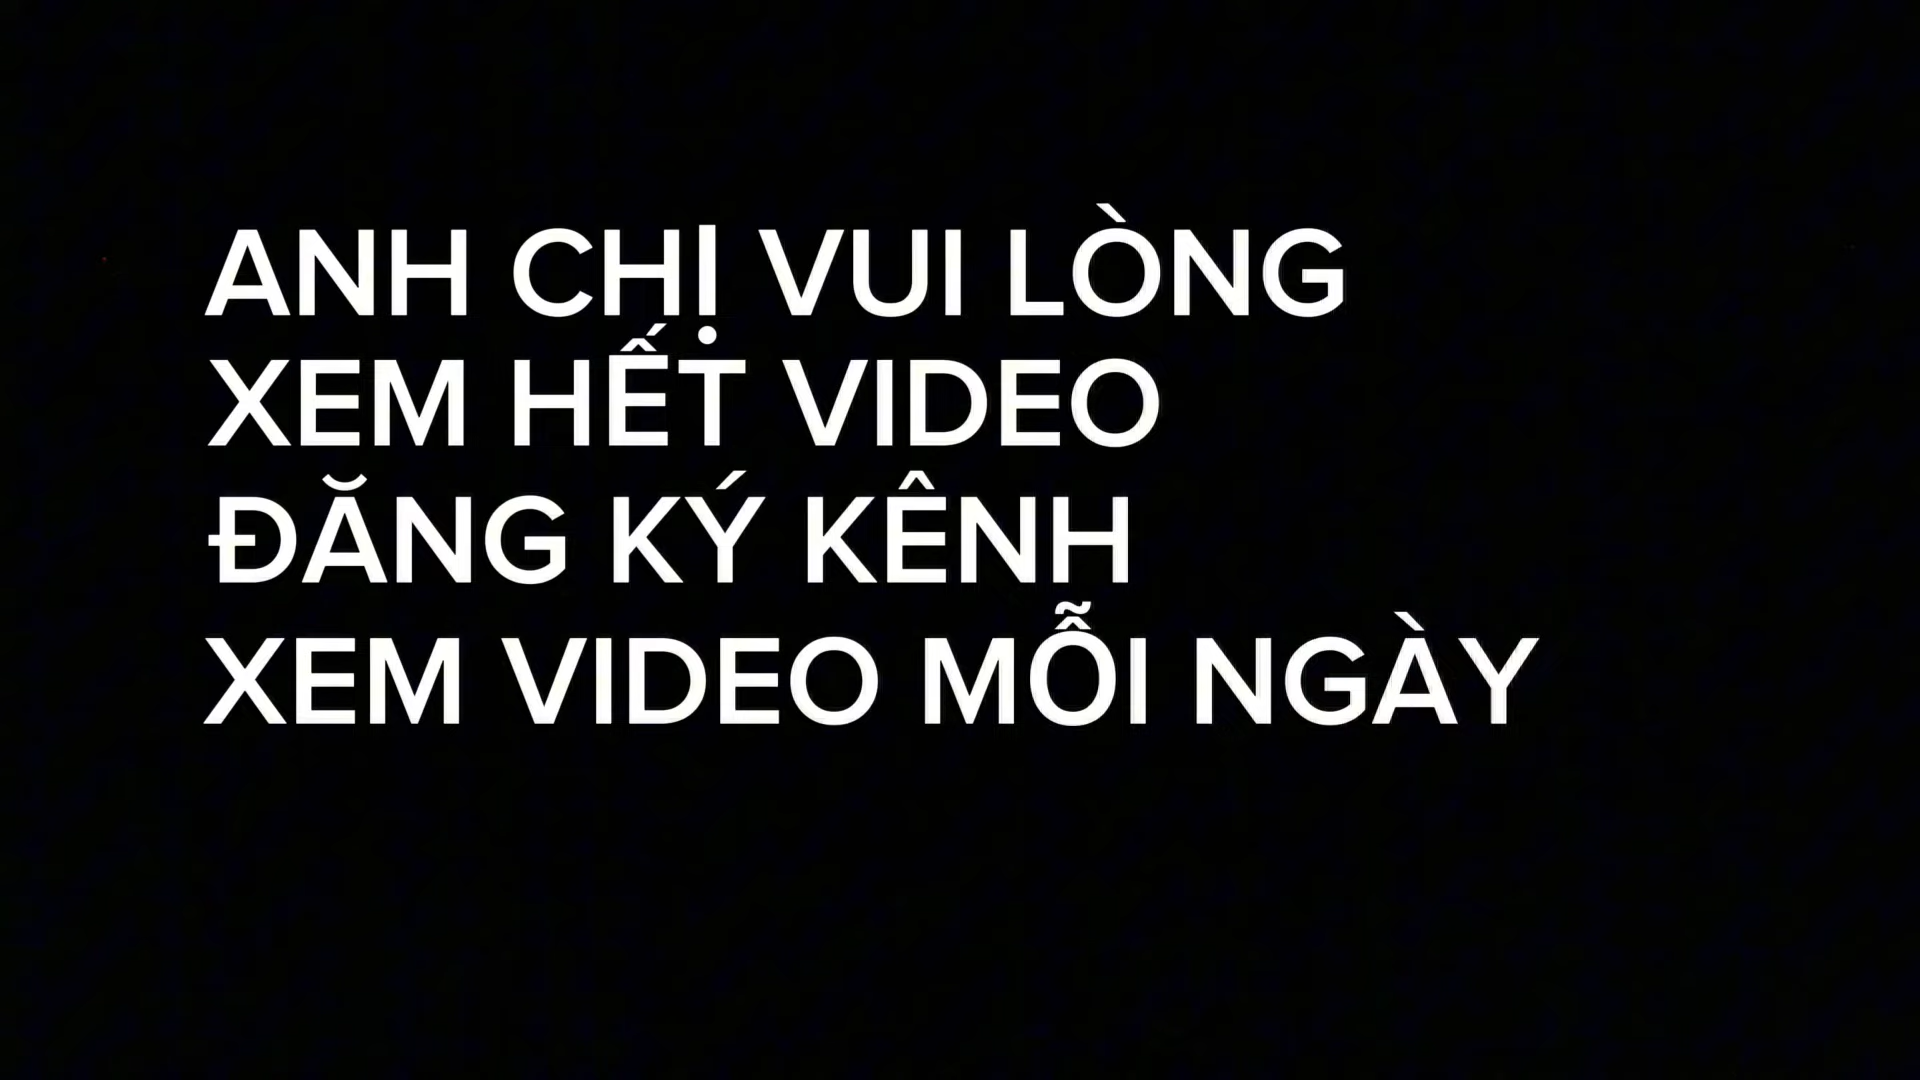 ANH CHỊ VUI LÒNG
XEM HẾT VIDEO
ĐĂNG KÝ KÊNH
XEM VIDEO MỖI NGÀY